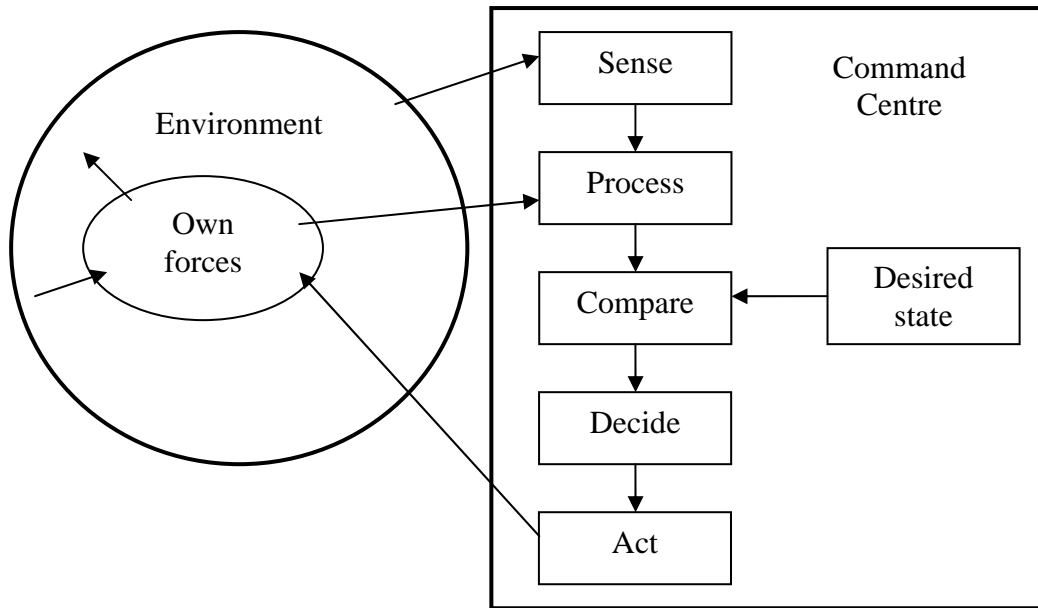 Sense
Command
Centre
Environment
Process
Own
forces
Compare
Desired
state
Decide
Act